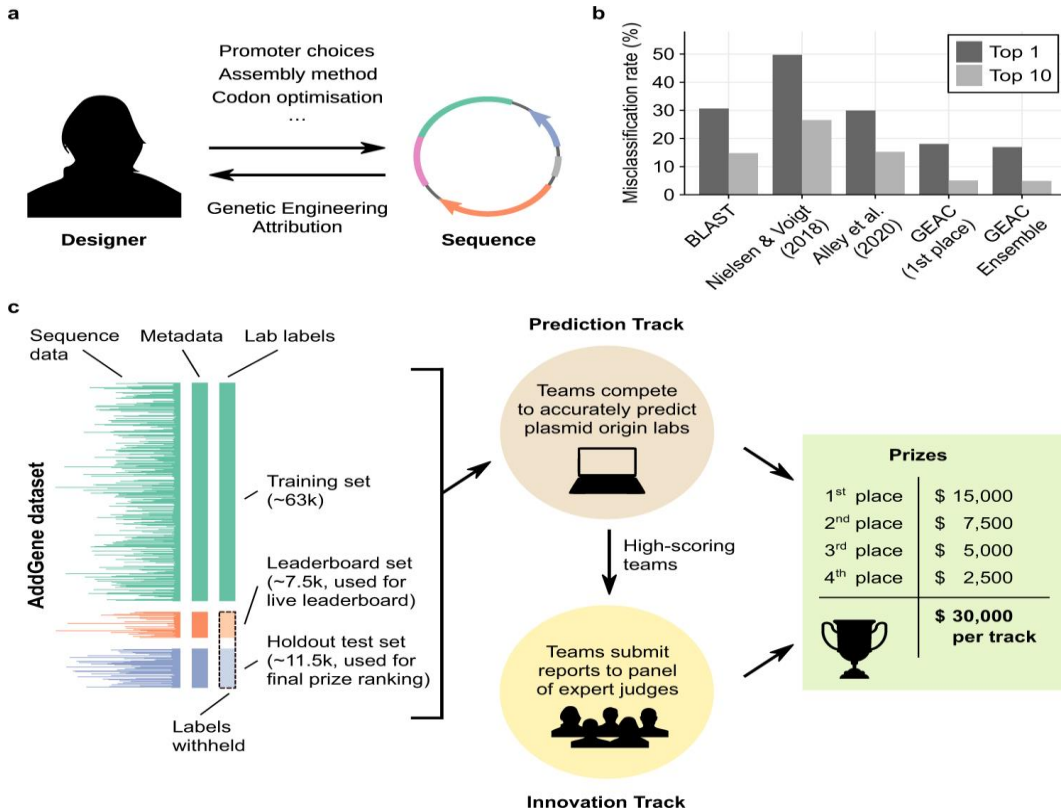 a
Promoter choices
Assembly method
Codon optimisation
...
Genetic Engineering
Attribution
Designer
Sequence
b
Misclassification rate (%)
50
40
30
20
10
0
Top 1
Top 10
BLAST
Nielsen & Voigt
(2018)
Alley et al.
(2020)
GEAC
(1st place)
GEAC
Ensemble
c
Sequence
data
Metadata
Lab labels
AddGene dataset
Training set
(~63k)
Leaderboard set
(~7.5k, used for
live leaderboard)
Holdout test set
(~11.5k, used for
final prize ranking)
Labels
withheld
Prediction Track
Teams compete
to accurately predict
plasmid origin labs
High-scoring
teams
Teams submit
reports to panel
of expert judges
Innovation Track
Prizes
1st place $ 15,000
2nd place $ 7,500
3rd place $ 5,000
4th place $ 2,500
$ 30,000
per track